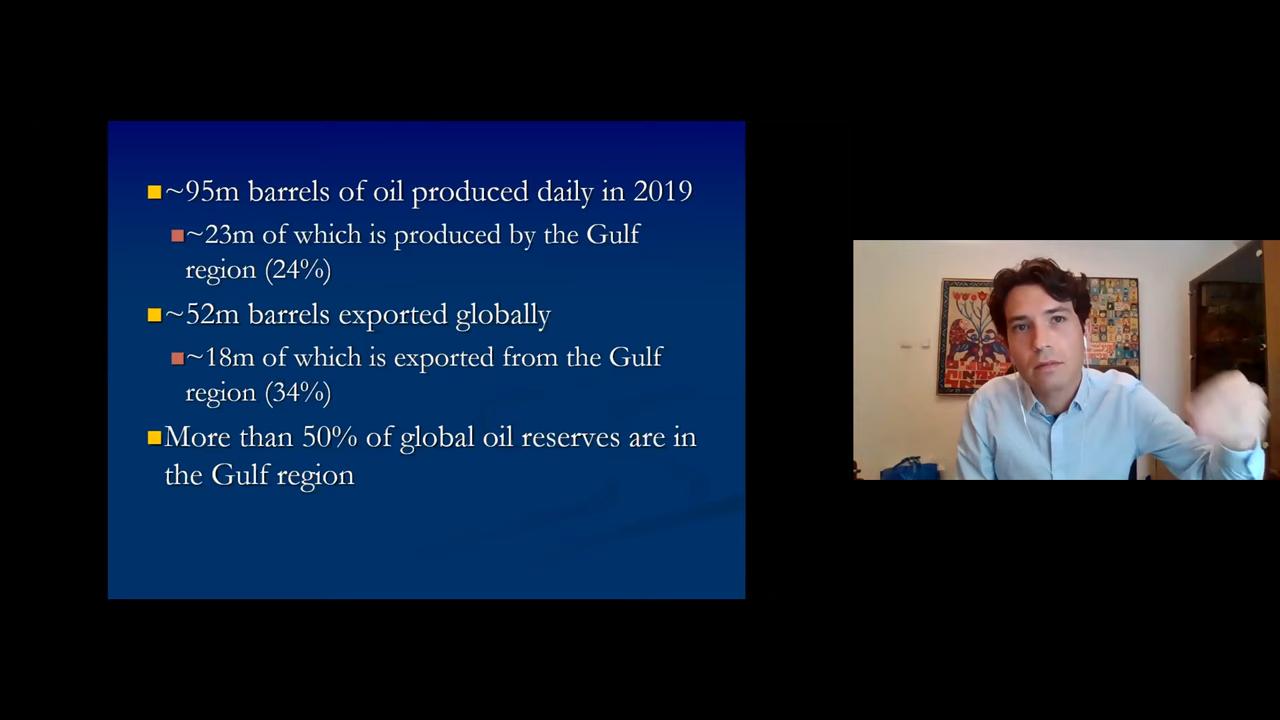 ~95m barrels of oil produced daily in 2019
~23m of which is produced by the Gulf
region (24%)
~52m barrels exported globally
~18m of which is exported from the Gulf
region (34%)
More than 50% of global oil reserves are in
the Gulf region